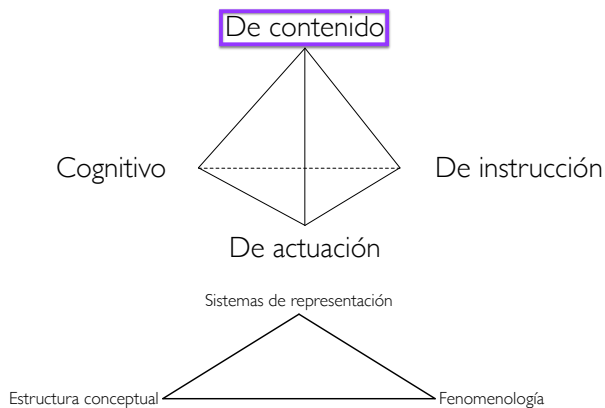 De contenido
Cognitivo
De instrucción
De actuación
Sistemas de representación
Estructura conceptual
Fenomenología